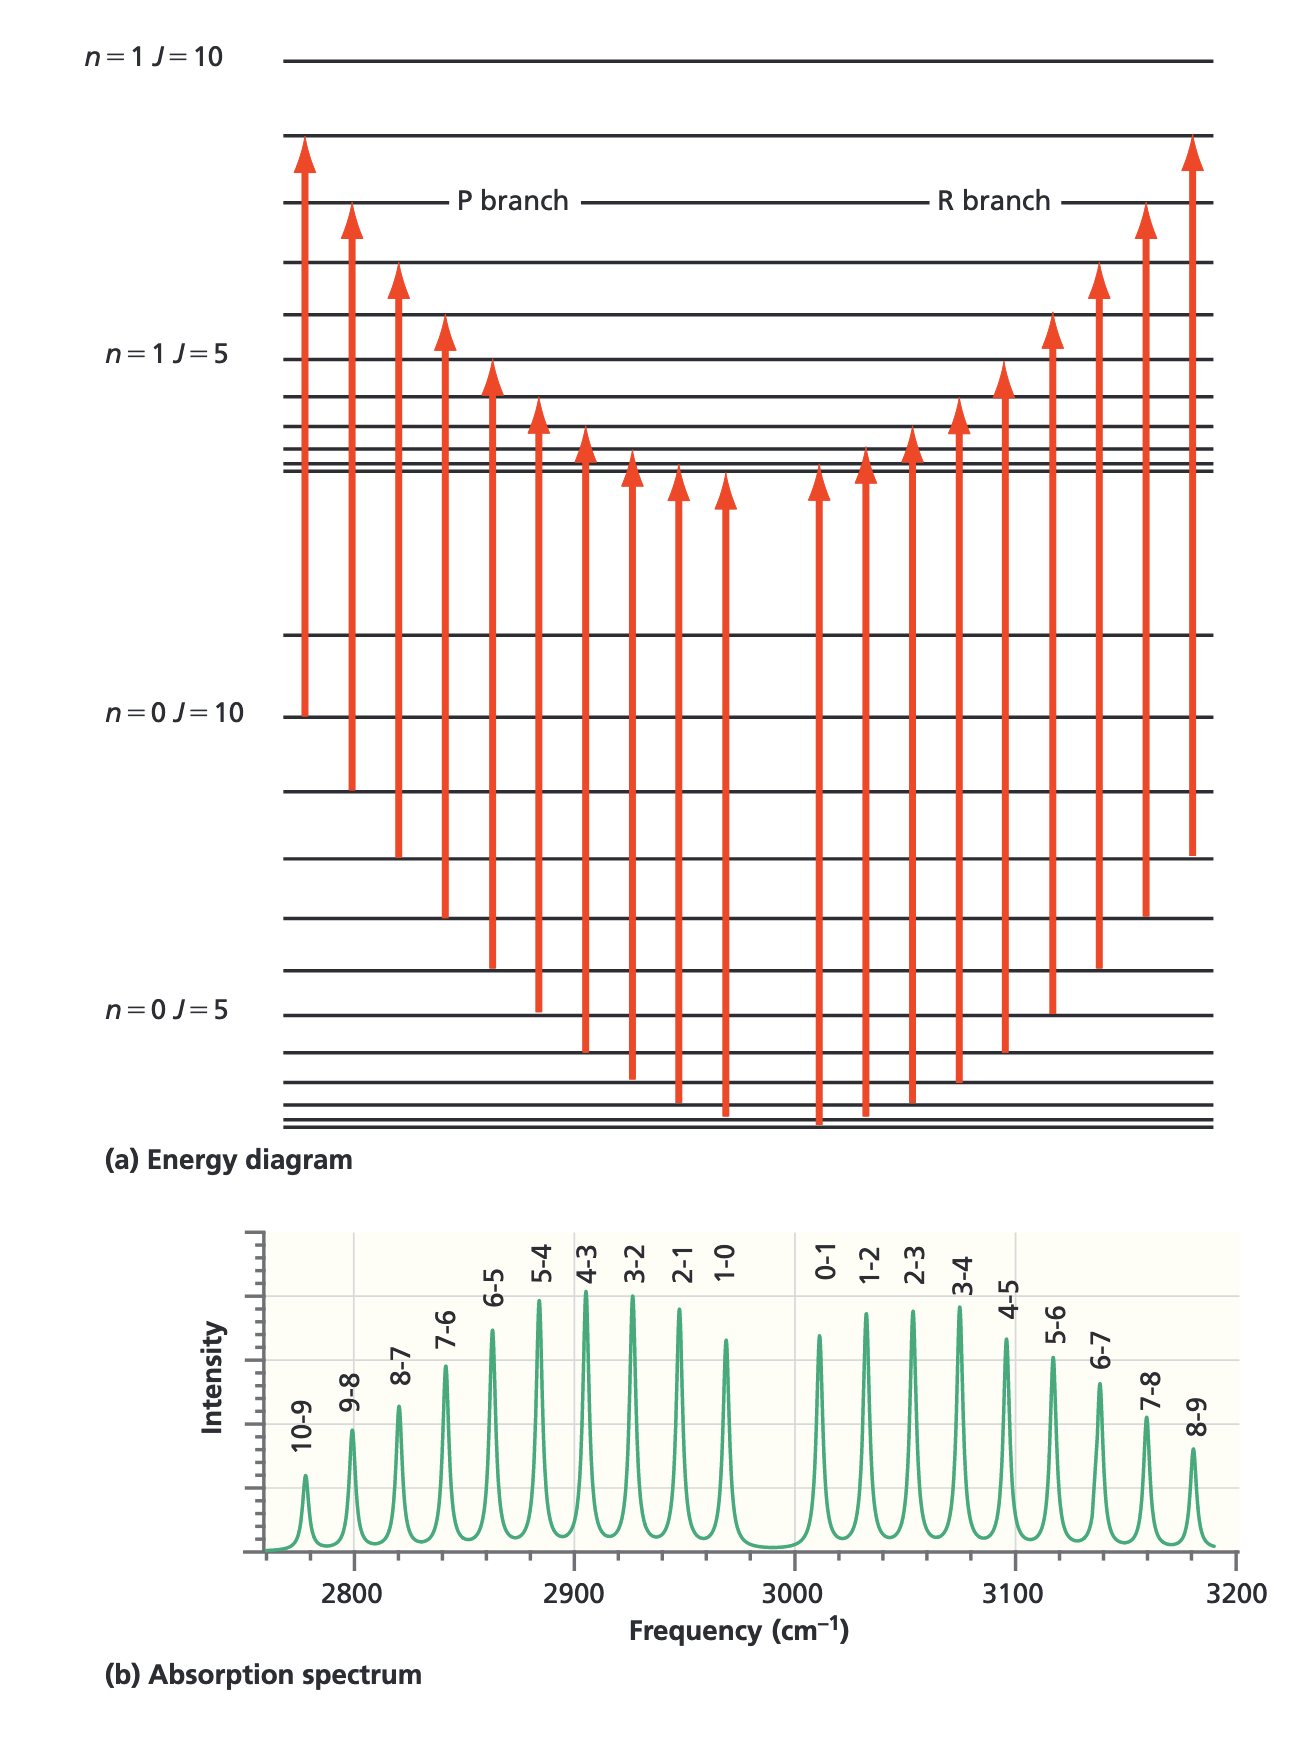 n = 1 J = 10
P branch
R branch
n = 1 J = 5
n = 0 J = 10
n = 0 J = 5
(a) Energy diagram
Intensity
10-9
9-8
8-7
7-6
6-5
5-4
4-3
3-2
2-1
1-0
0-1
1-2
2-3
3-4
4-5
5-6
6-7
7-8
8-9
2800 2900 3000 3100 3200
Frequency (cm⁻¹)
(b) Absorption spectrum